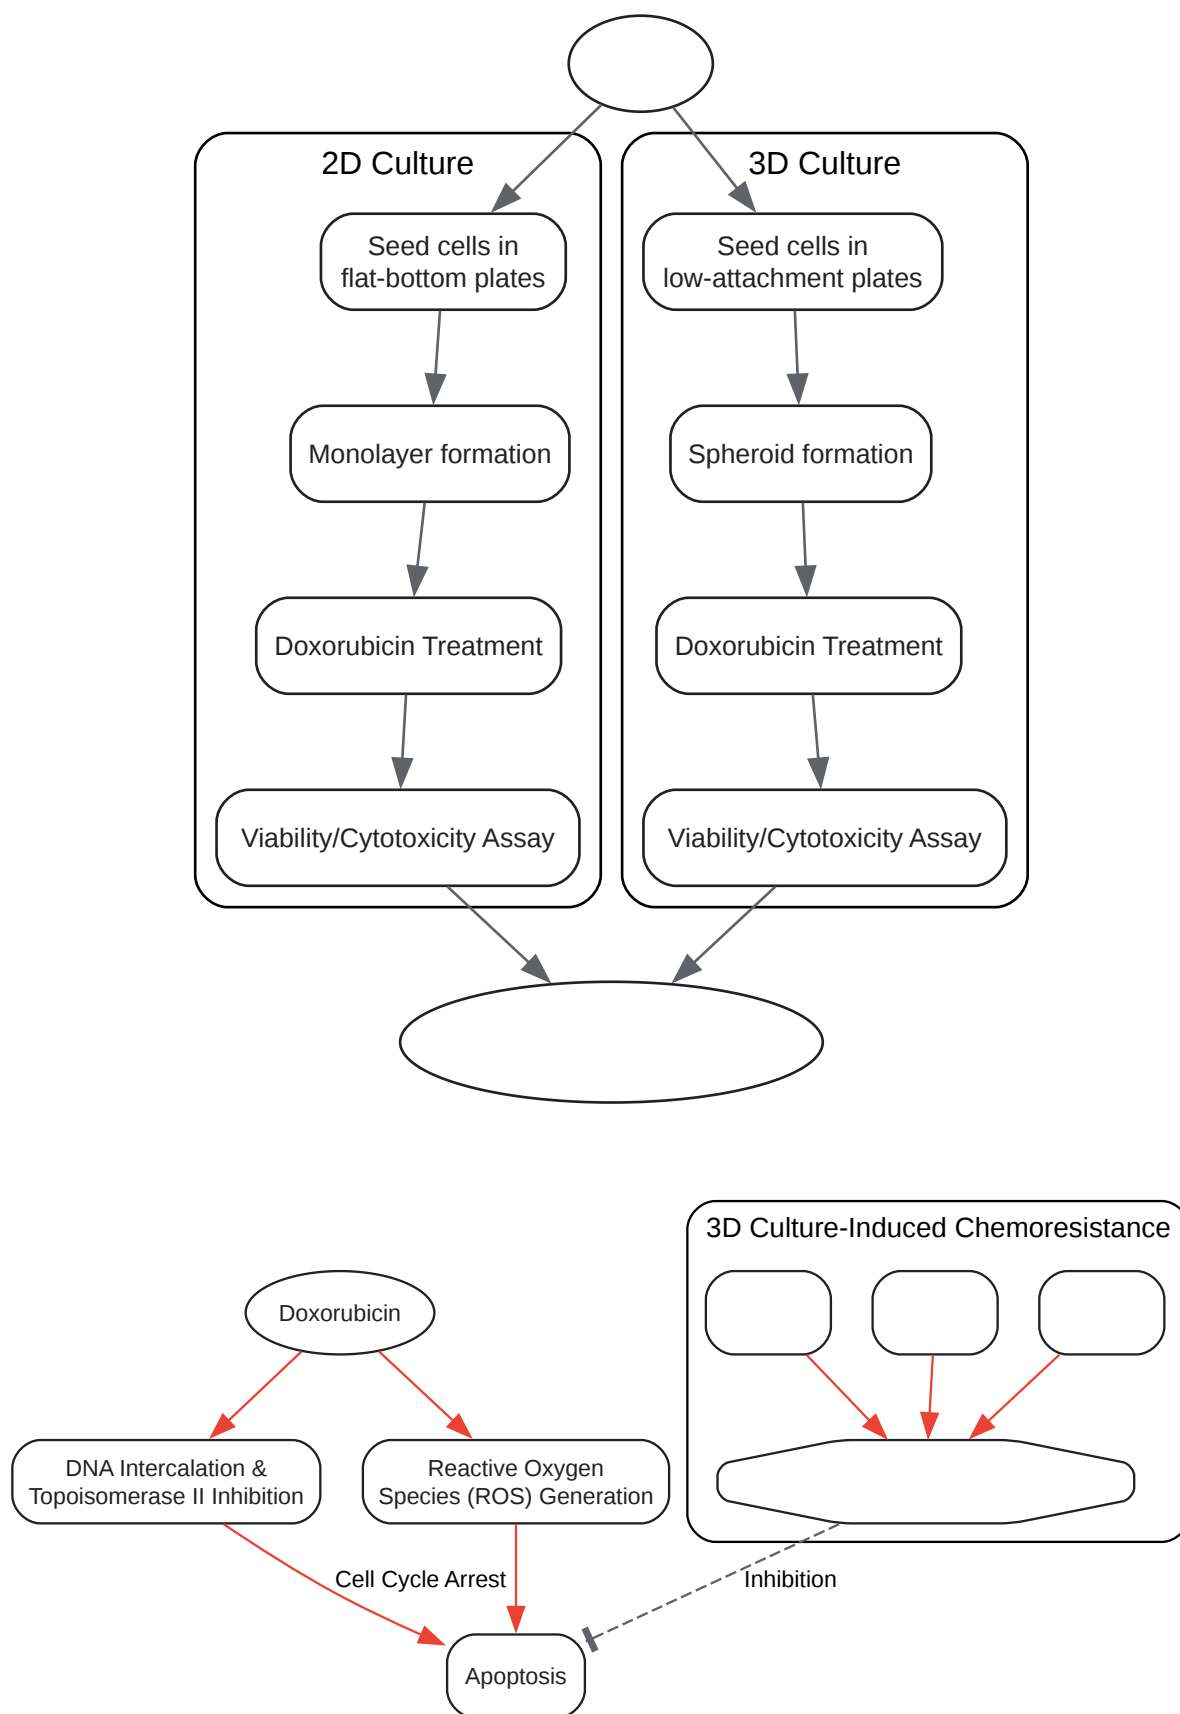 2D Culture
3D Culture
Seed cells in
flat-bottom plates
Seed cells in
low-attachment plates
Monolayer formation
Spheroid formation
Doxorubicin Treatment
Doxorubicin Treatment
Viability/Cytotoxicity Assay
Viability/Cytotoxicity Assay
3D Culture-Induced Chemoresistance
Doxorubicin
DNA Intercalation &
Topoisomerase II Inhibition
Reactive Oxygen
Species (ROS) Generation
Cell Cycle Arrest
Inhibition
Apoptosis